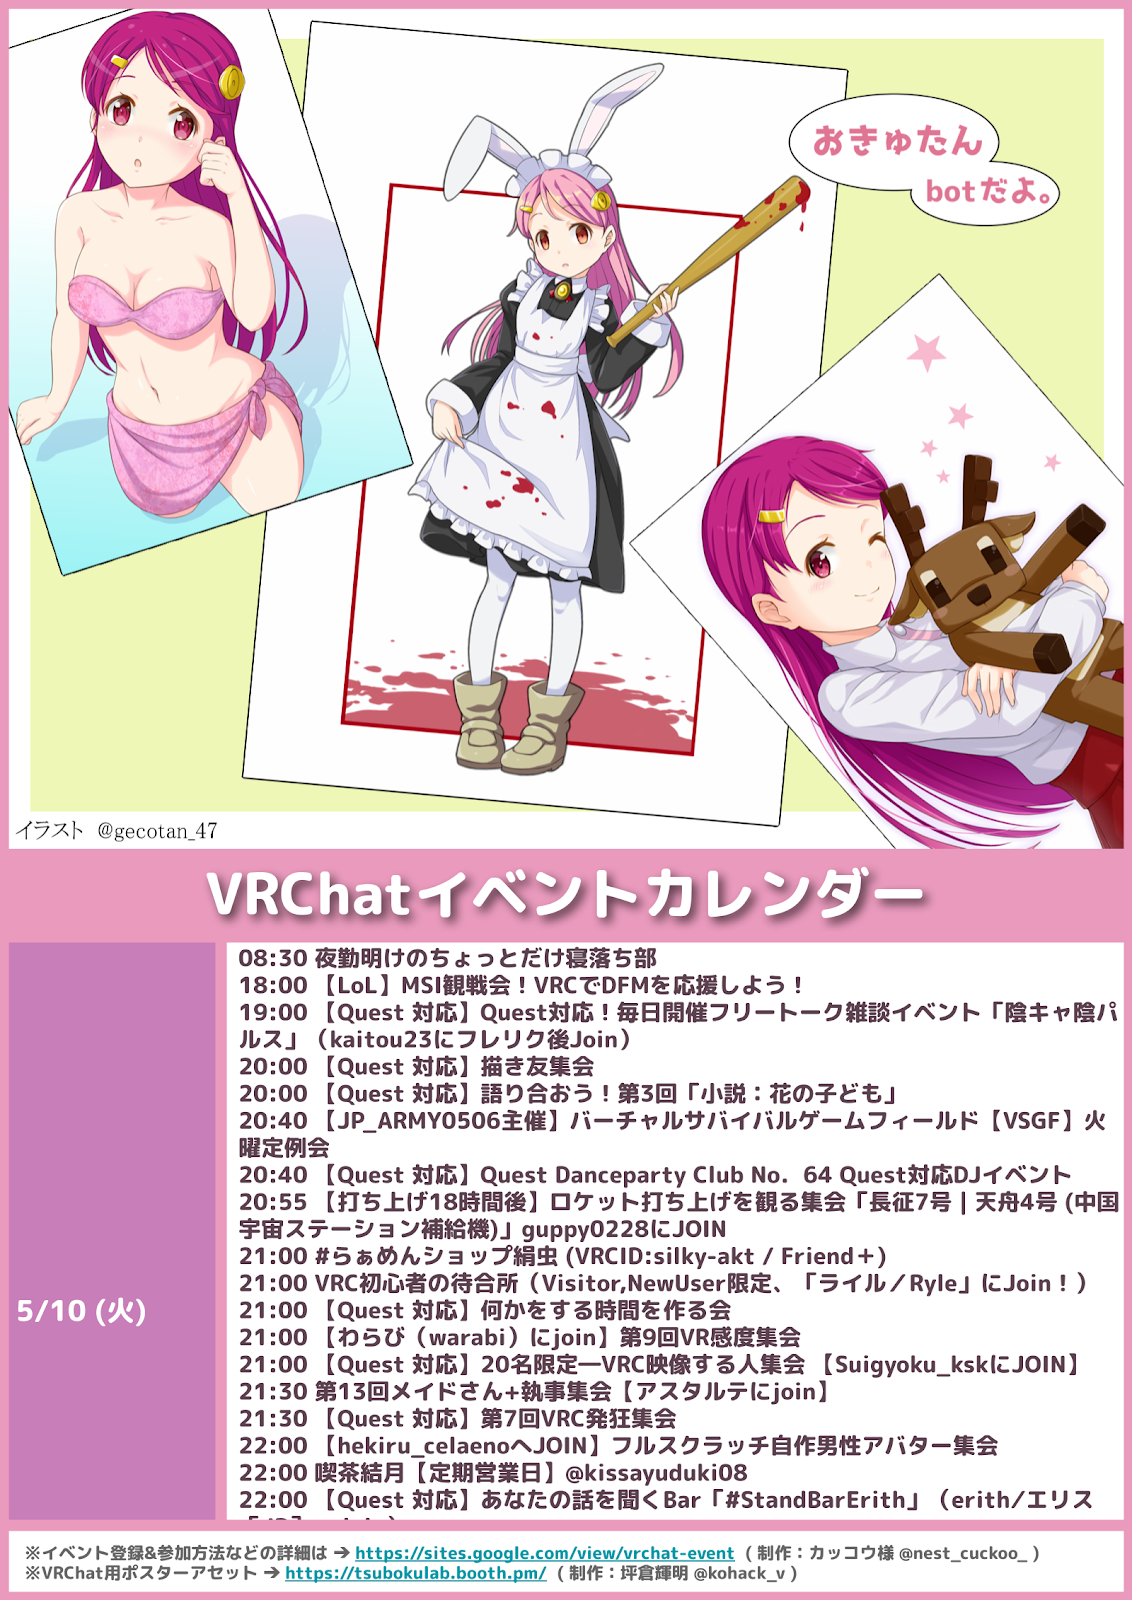 おきゅたん
botだよ。
イラスト @gecotan_47
VRChatイベントカレンダー
5/10 (火)
08:30 夜勤明けのちょっとだけ寝落ち部
18:00 【LoL】MSI観戦会！VRCでDFMを応援しよう！
19:00 【Quest 対応】Quest対応！毎日開催フリートーク雑談イベント「陰キャ陰パ
ルス」（kaitou23にフレリク後Join）
20:00 【Quest 対応】描き友集会
20:00 【Quest 対応】語り合おう！第3回「小説：花の子ども」
20:40 【JP_ARMY0506主催】バーチャルサバイバルゲームフィールド【VSGF】火
曜定例会
20:40 【Quest 対応】Quest Danceparty Club No．64 Quest対応DJイベント
20:55 【打ち上げ18時間後】ロケット打ち上げを観る集会「長征7号 | 天舟4号 (中国
宇宙ステーション補給機)」guppy0228にJOIN
21:00 #らぁめんショップ絹虫 (VRCID:silky-akt / Friend＋)
21:00 VRC初心者の待合所（Visitor,NewUser限定、「ライル／Ryle」にJoin！）
21:00 【Quest 対応】何かをする時間を作る会
21:00 【わらび（warabi）にjoin】第9回VR感度集会
21:00 【Quest 対応】20名限定―VRC映像する人集会 【Suigyoku_kskにJOIN】
21:30 第13回メイドさん+執事集会【アスタルテにjoin】
21:30 【Quest 対応】第7回VRC発狂集会
22:00 【hekiru_celaenoへJOIN】フルスクラッチ自作男性アバター集会
22:00 喫茶結月【定期営業日】@kissayuduki08
22:00 【Quest 対応】あなたの話を聞くBar「#StandBarErith」（erith/エリス
※イベント登録&参加方法などの詳細は ➔ https://sites.google.com/view/vrchat-event （ 制作：カッコウ様 @nest_cuckoo_ ）
※VRChat用ポスターアセット ➔ https://tsubokulab.booth.pm/ （ 制作：坪倉輝明 @kohack_v ）